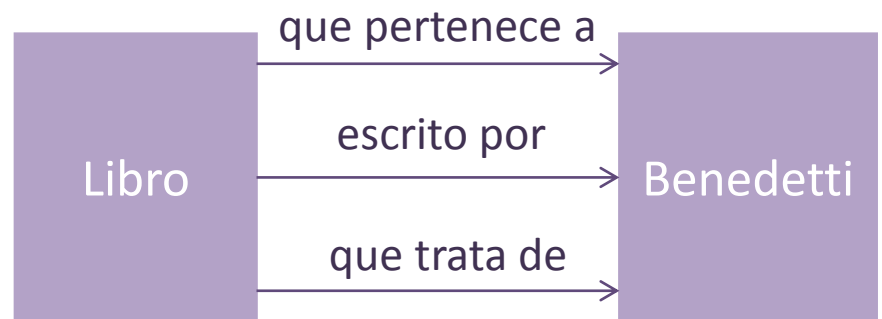 que pertenece a
escrito por
Libro
Benedetti
que trata de